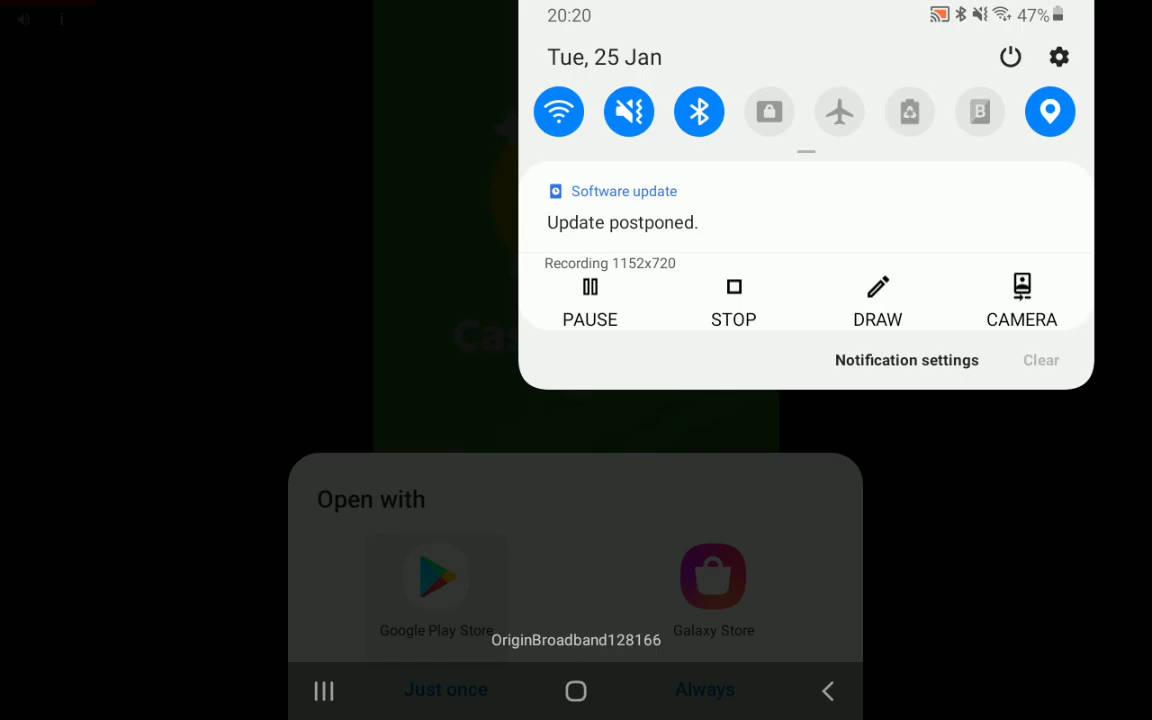 20:20
47%
Tue, 25 Jan
B
Software update
Update postponed.
Recording 1152x720
PAUSE
STOP
DRAW
CAMERA
Notification settings
Clear
Cas
Open with
Google Play Store
Galaxy Store
OriginBroadband128166
Just once
Always